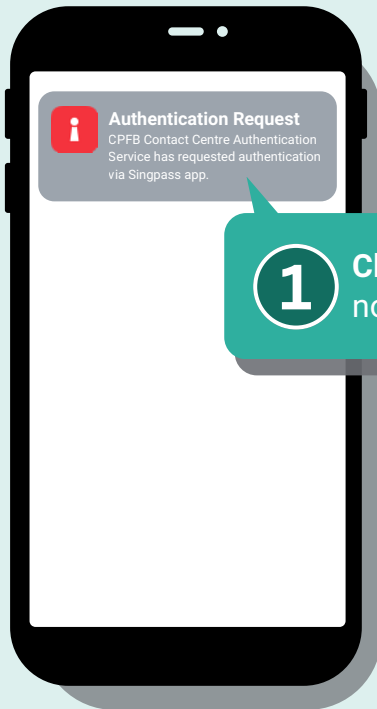 Authentication Request
CPFB Contact Centre Authentication
Service has requested authentication
via Singpass app.
1